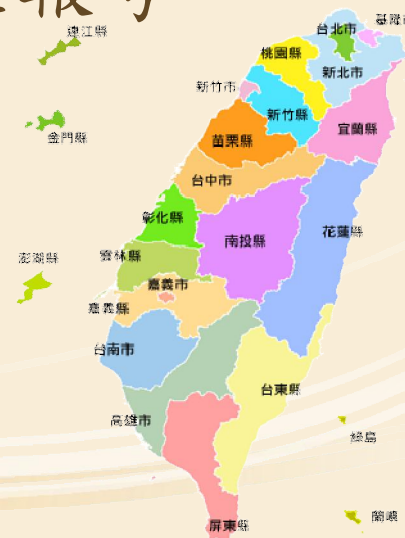 報
連江縣
台北市
基隆
桃園縣
新北市
新竹市
新竹縣
金門縣
宜蘭縣
苗栗縣
台中市
彰化縣
花蓮縣
南投縣
澎湖縣
雲林縣
嘉義市
嘉義縣
台南市
台東縣
高雄市
綠島
蘭嶼
屏東縣